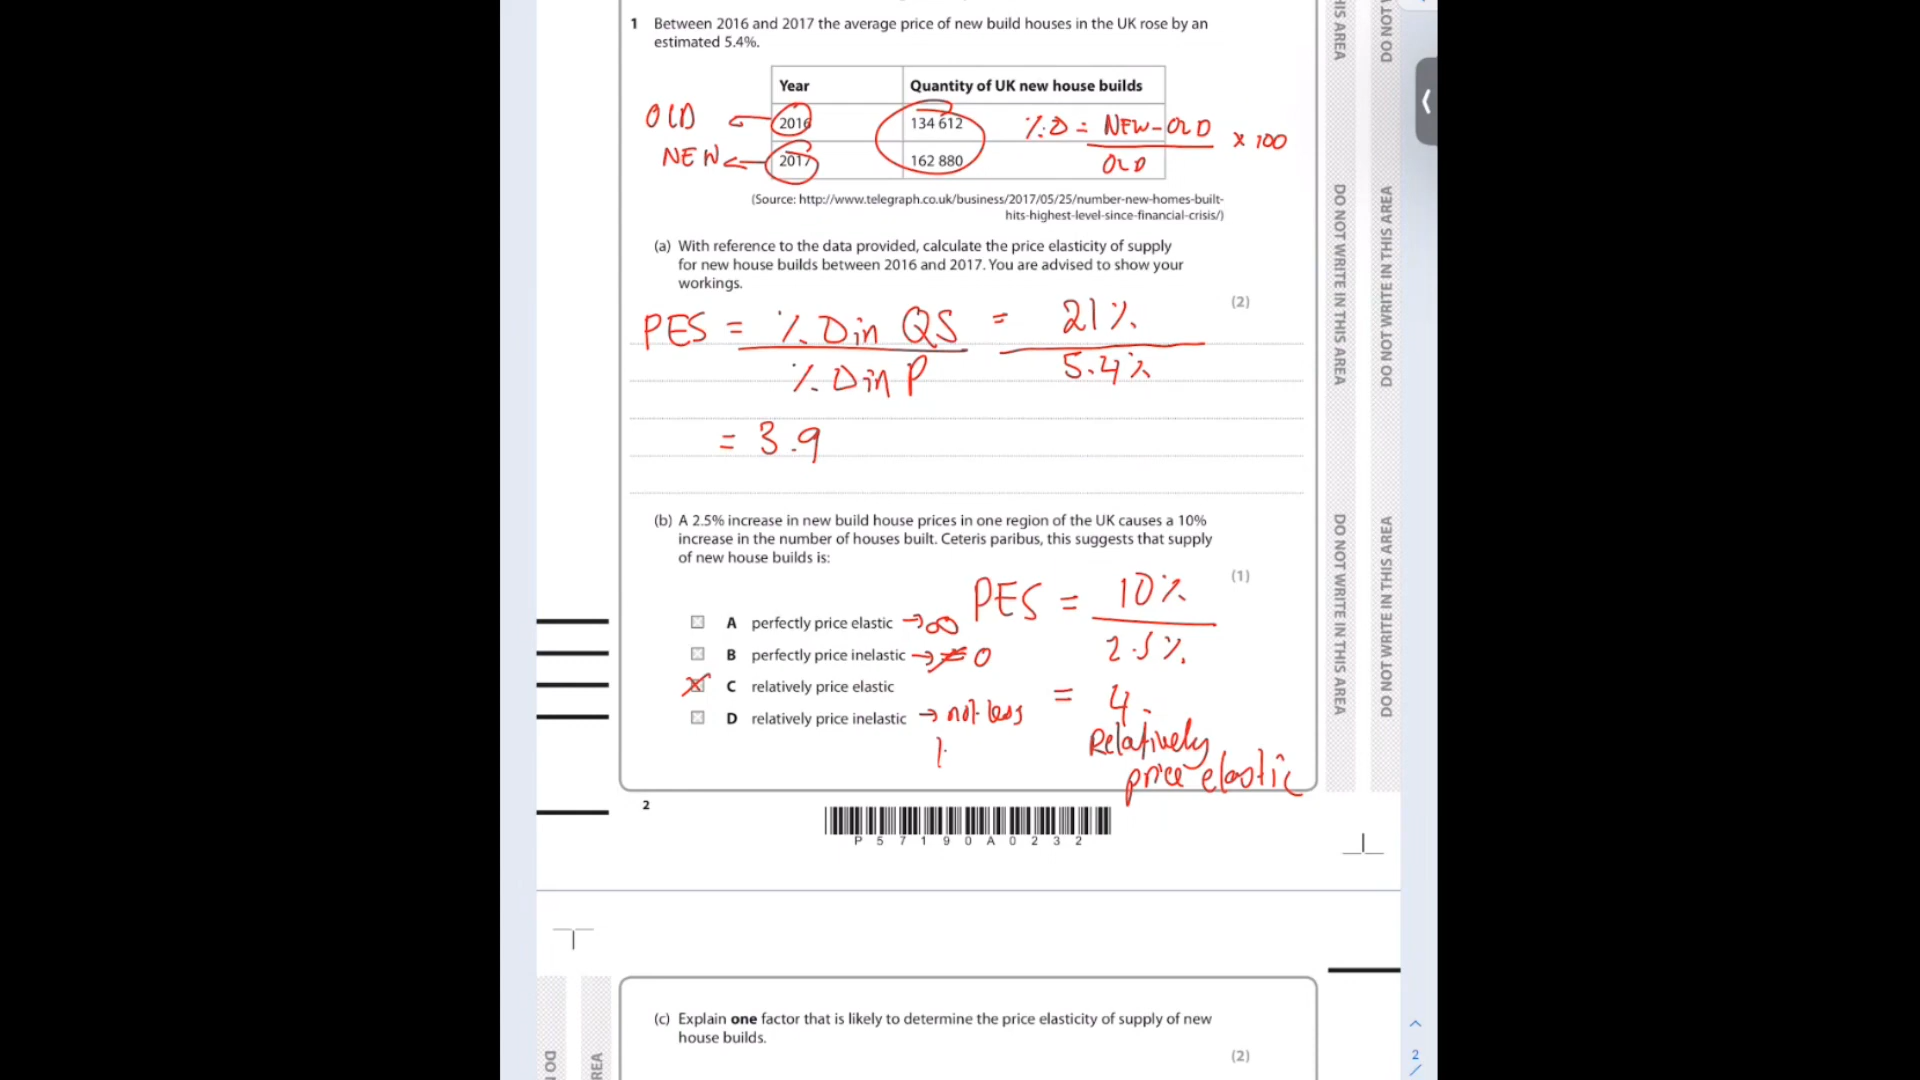 1 Between 2016 and 2017 the average price of new build houses in the UK rose by an
estimated 5.4%.
Year Quantity of UK new house builds
OLD 2016 134 612 %Δ = NEW-OLD
OLD × 100
NEW 2017 162 880
(Source: http://www.telegraph.co.uk/business/2017/05/25/number-new-homes-built-
hits-highest-level-since-financial-crisis/)
(a) With reference to the data provided, calculate the price elasticity of supply
for new house builds between 2016 and 2017. You are advised to show your
workings.
(2)
PES = % Δ in QS = 21%
% Δ in P 5.4%
= 3.9
(b) A 2.5% increase in new build house prices in one region of the UK causes a 10%
increase in the number of houses built. Ceteris paribus, this suggests that supply
of new house builds is:
(1)
PES = 10%
2.5%
A perfectly price elastic → ∞
B perfectly price inelastic → 0
C relatively price elastic
D relatively price inelastic → not less
1.
= 4.
Relatively
price elastic
2
P57190A0232
(c) Explain one factor that is likely to determine the price elasticity of supply of new
house builds.
(2)
HIS AREA
DO NOT WRITE IN THIS AREA
DO NOT WRITE IN THIS AREA
DO NOT
DO NOT WRITE IN THIS AREA
DO NOT WRITE IN THIS AREA
DO
REA
2